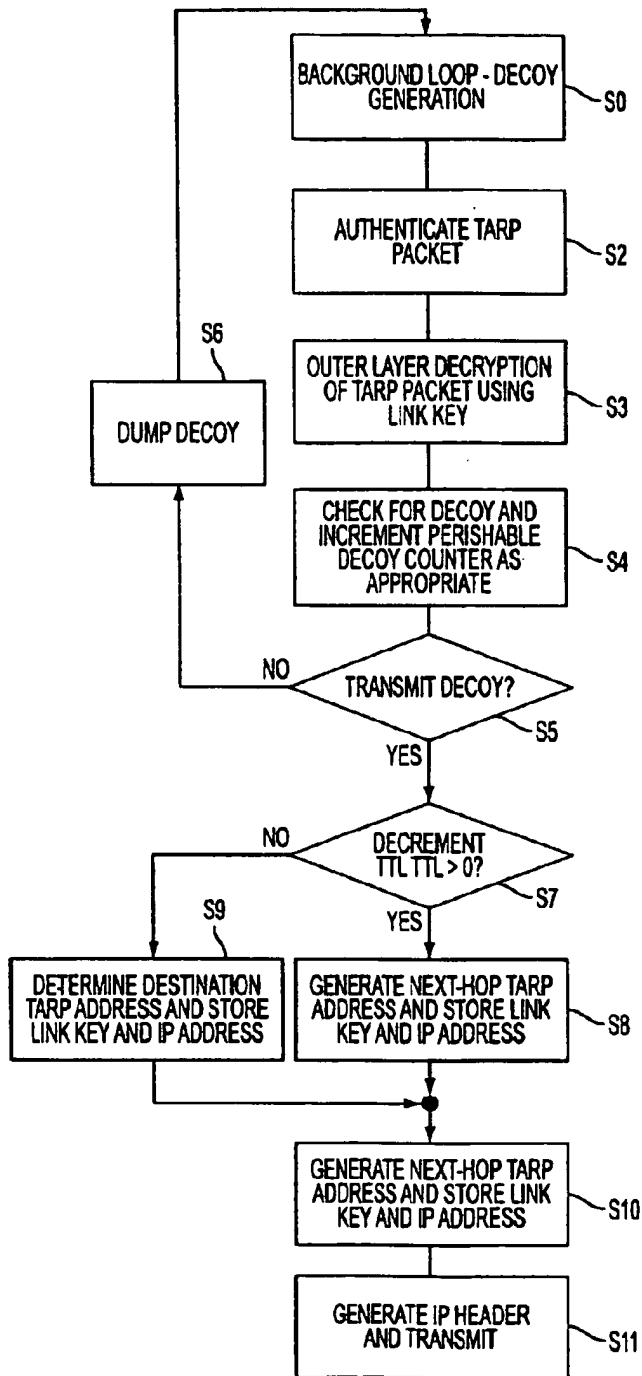 BACKGROUND LOOP - DECOY
GENERATION
S0
AUTHENTICATE TARP
PACKET
S2
S6
OUTER LAYER DECRYPTION
OF TARP PACKET USING
LINK KEY
S3
DUMP DECOY
CHECK FOR DECOY AND
INCREMENT PERISHABLE
DECOY COUNTER AS
APPROPRIATE
S4
NO
TRANSMIT DECOY?
S5
YES
NO
DECREMENT
TTL TTL > 0?
S7
YES
S9
DETERMINE DESTINATION
TARP ADDRESS AND STORE
LINK KEY AND IP ADDRESS
GENERATE NEXT-HOP TARP
ADDRESS AND STORE LINK
KEY AND IP ADDRESS
S8
GENERATE NEXT-HOP TARP
ADDRESS AND STORE LINK
KEY AND IP ADDRESS
S10
GENERATE IP HEADER
AND TRANSMIT
S11